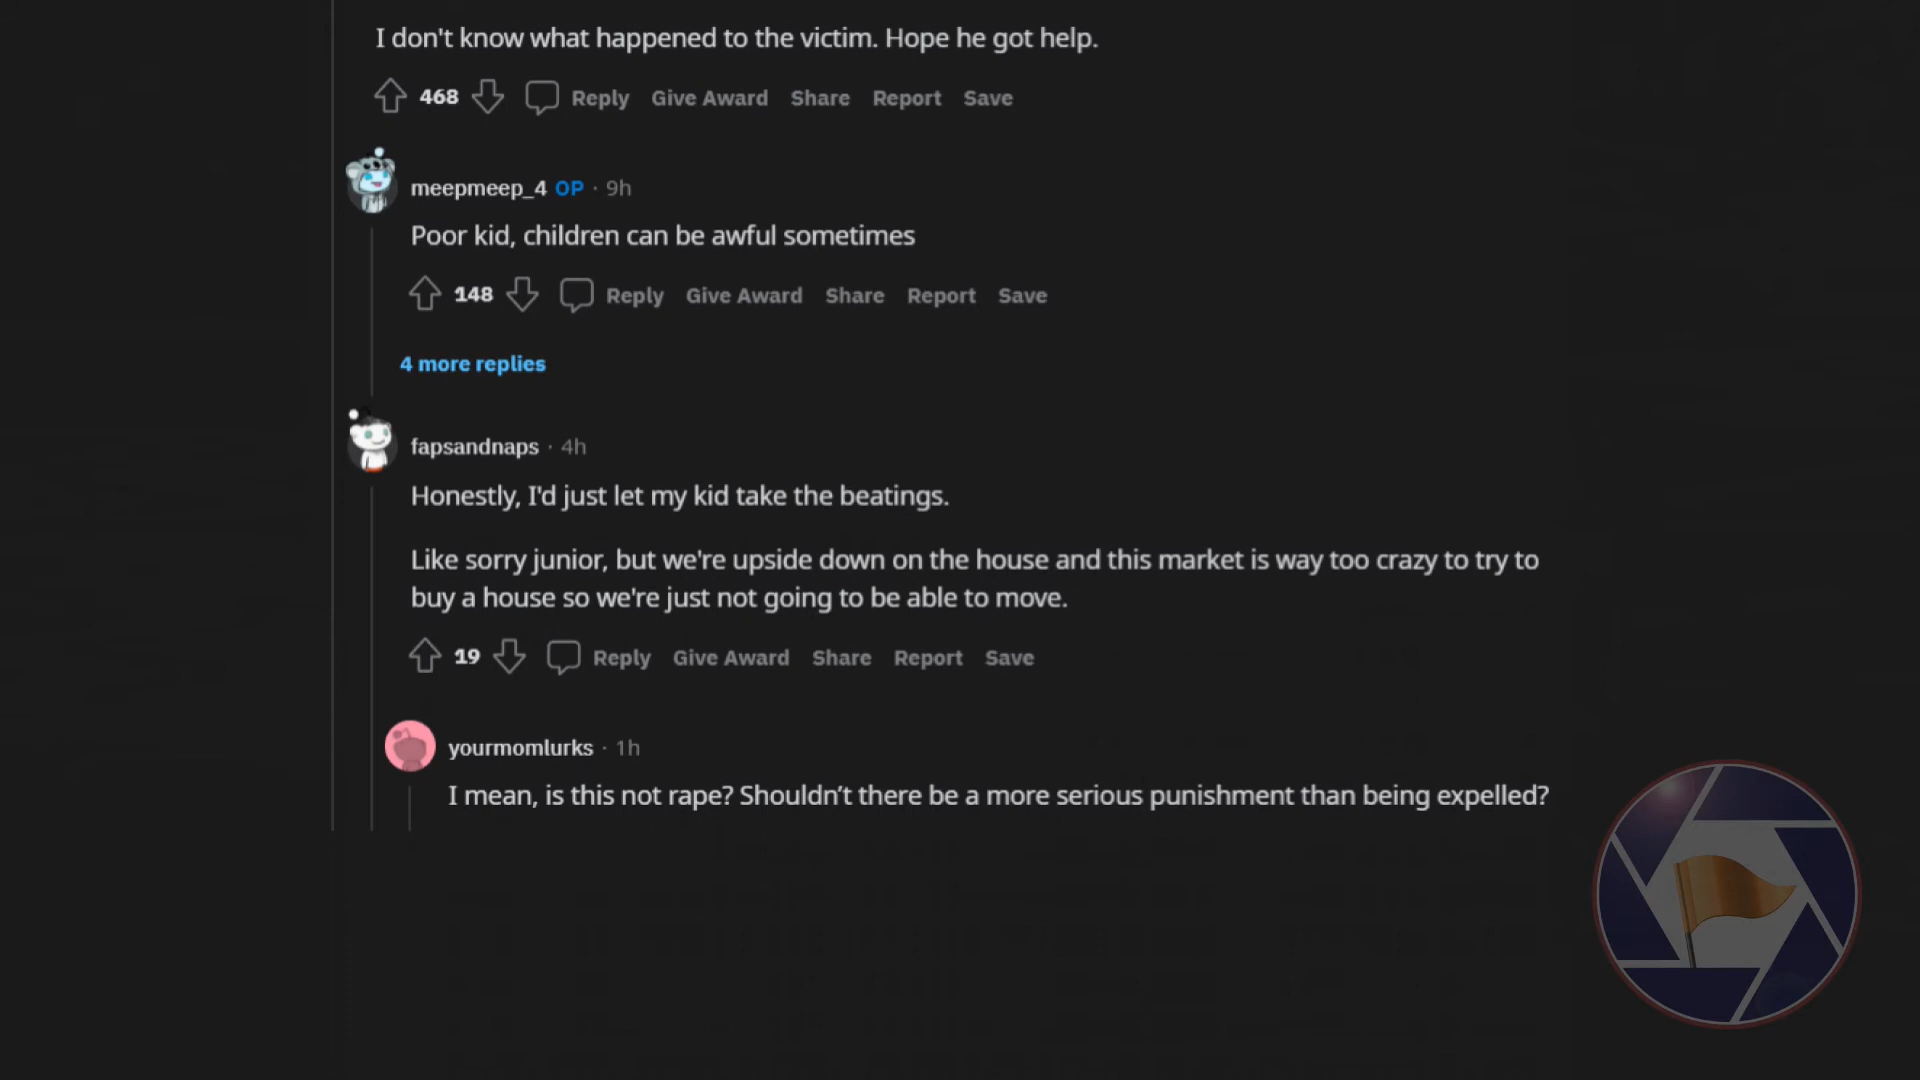 I don't know what happened to the victim. Hope he got help.
468 Reply Give Award Share Report Save
meepmeep_4 OP · 9h
Poor kid, children can be awful sometimes
148 Reply Give Award Share Report Save
4 more replies
fapsandnaps · 4h
Honestly, I'd just let my kid take the beatings.
Like sorry junior, but we're upside down on the house and this market is way too crazy to try to
buy a house so we're just not going to be able to move.
19 Reply Give Award Share Report Save
yourmomlurks · 1h
I mean, is this not rape? Shouldn’t there be a more serious punishment than being expelled?